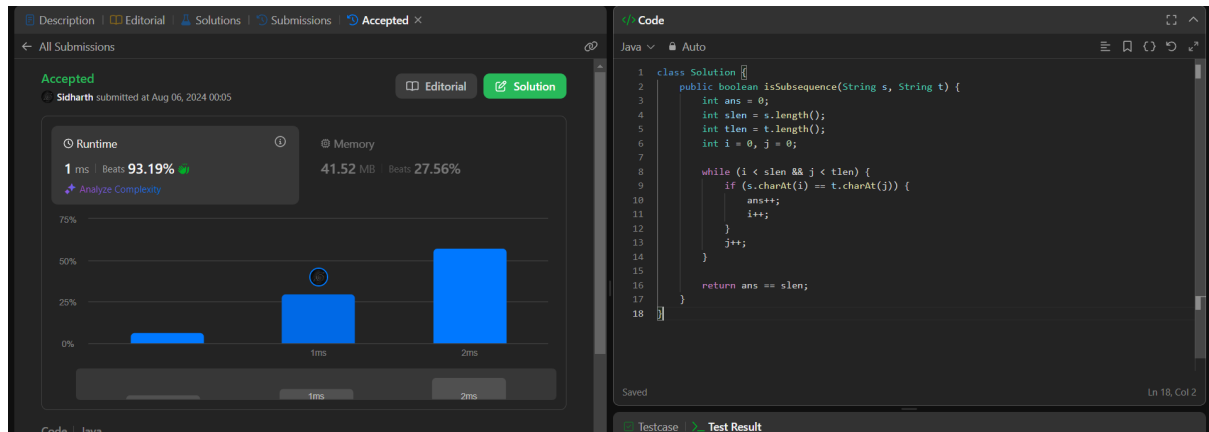 Description | Editorial | Solutions | Submissions | Accepted ×
← All Submissions
Accepted
Sidharth submitted at Aug 06, 2024 00:05
Editorial
Solution
Runtime
1 ms | Beats 93.19%
Analyze Complexity
Memory
41.52 MB | Beats 27.56%
75%
50%
25%
0%
1ms 2ms
1ms 2ms
Code | Java
</> Code
Java Auto
1 class Solution {
2     public boolean isSubsequence(String s, String t) {
3         int ans = 0;
4         int slen = s.length();
5         int tlen = t.length();
6         int i = 0, j = 0;
7
8         while (i < slen && j < tlen) {
9             if (s.charAt(i) == t.charAt(j)) {
10                 ans++;
11                 i++;
12             }
13             j++;
14         }
15
16         return ans == slen;
17     }
18 }
Saved Ln 18, Col 2
Testcase | >_ Test Result